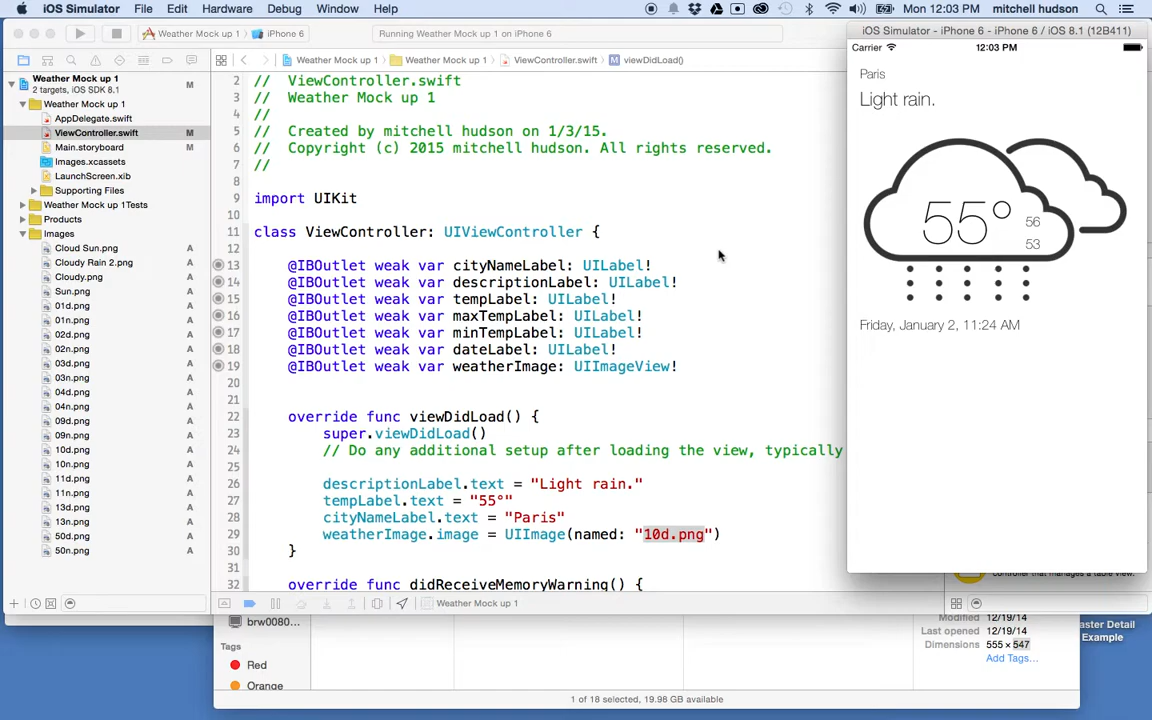 iOS Simulator File Edit Hardware Debug Window Help
Mon 12:03 PM mitchell hudson
Weather Mock up 1 iPhone 6
Running Weather Mock up 1 on iPhone 6
iOS Simulator - iPhone 6 - iPhone 6 / iOS 8.1 (12B411)
Weather Mock up 1
2 targets, iOS SDK 8.1
M
Weather Mock up 1
AppDelegate.swift
ViewController.swift M
Main.storyboard M
Images.xcassets
LaunchScreen.xib
Supporting Files
Weather Mock up 1Tests
Products
Images
Cloud Sun.png A
Cloudy Rain 2.png A
Cloudy.png A
Sun.png A
01d.png A
01n.png A
02d.png A
02n.png A
03d.png A
03n.png A
04d.png A
04n.png A
09d.png A
09n.png A
10d.png A
10n.png A
11d.png A
11n.png A
13d.png A
13n.png A
50d.png A
50n.png A
Weather Mock up 1 Weather Mock up 1 ViewController.swift M viewDidLoad()
2 // ViewController.swift
3 // Weather Mock up 1
4 //
5 // Created by mitchell hudson on 1/3/15.
6 // Copyright (c) 2015 mitchell hudson. All rights reserved.
7 //
8
9 import UIKit
10
11 class ViewController: UIViewController {
12
13 @IBOutlet weak var cityNameLabel: UILabel!
14 @IBOutlet weak var descriptionLabel: UILabel!
15 @IBOutlet weak var tempLabel: UILabel!
16 @IBOutlet weak var maxTempLabel: UILabel!
17 @IBOutlet weak var minTempLabel: UILabel!
18 @IBOutlet weak var dateLabel: UILabel!
19 @IBOutlet weak var weatherImage: UIImageView!
20
21
22 override func viewDidLoad() {
23 super.viewDidLoad()
24 // Do any additional setup after loading the view, typically
25
26 descriptionLabel.text = "Light rain."
27 tempLabel.text = "55°"
28 cityNameLabel.text = "Paris"
29 weatherImage.image = UIImage(named: "10d.png")
30 }
31
32 override func didReceiveMemoryWarning() {
Weather Mock up 1
Carrier 12:03 PM
Paris
Light rain.
55° 56
53
Friday, January 2, 11:24 AM
controller that manages a table view.
brw0080...
Tags
Red
Orange
Modified 12/19/14
Last opened 12/19/14
Dimensions 555 × 547
Add Tags...
1 of 18 selected, 19.98 GB available
aster Detail
Example